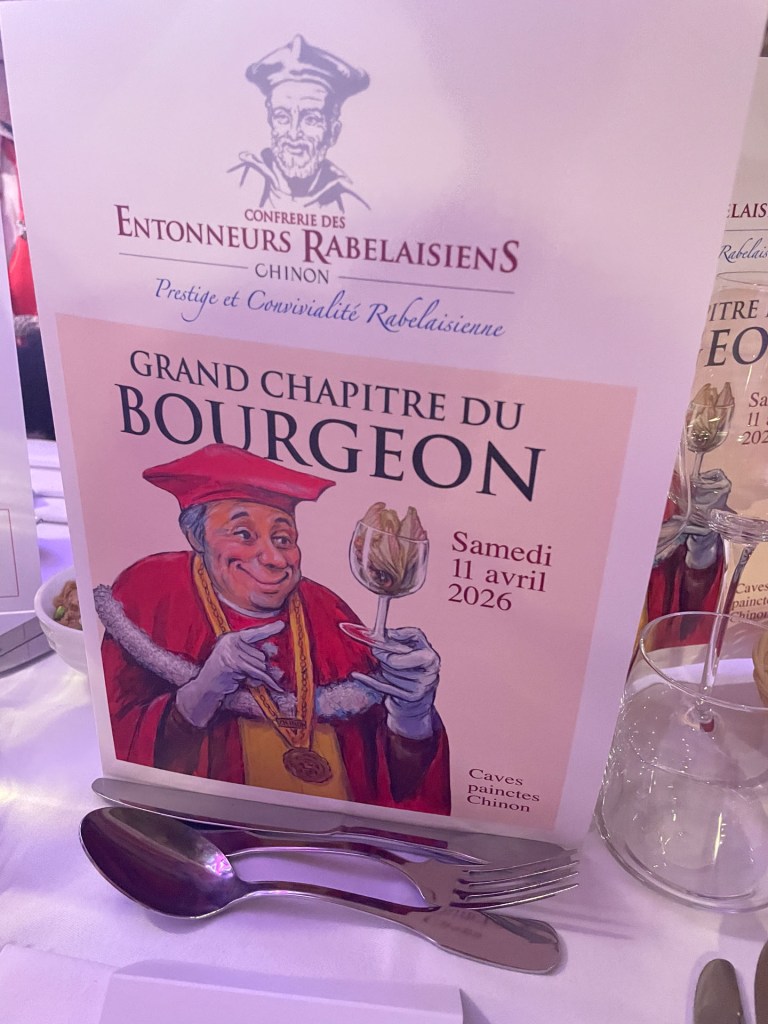 CONFRERIE DES
ENTONNEURS RABELAISIENS
CHINON
Prestige et Convivialité Rabelaisienne
GRAND CHAPITRE DU
BOURGEON
Samedi
11 avril
2026
Caves
painctes
Chinon